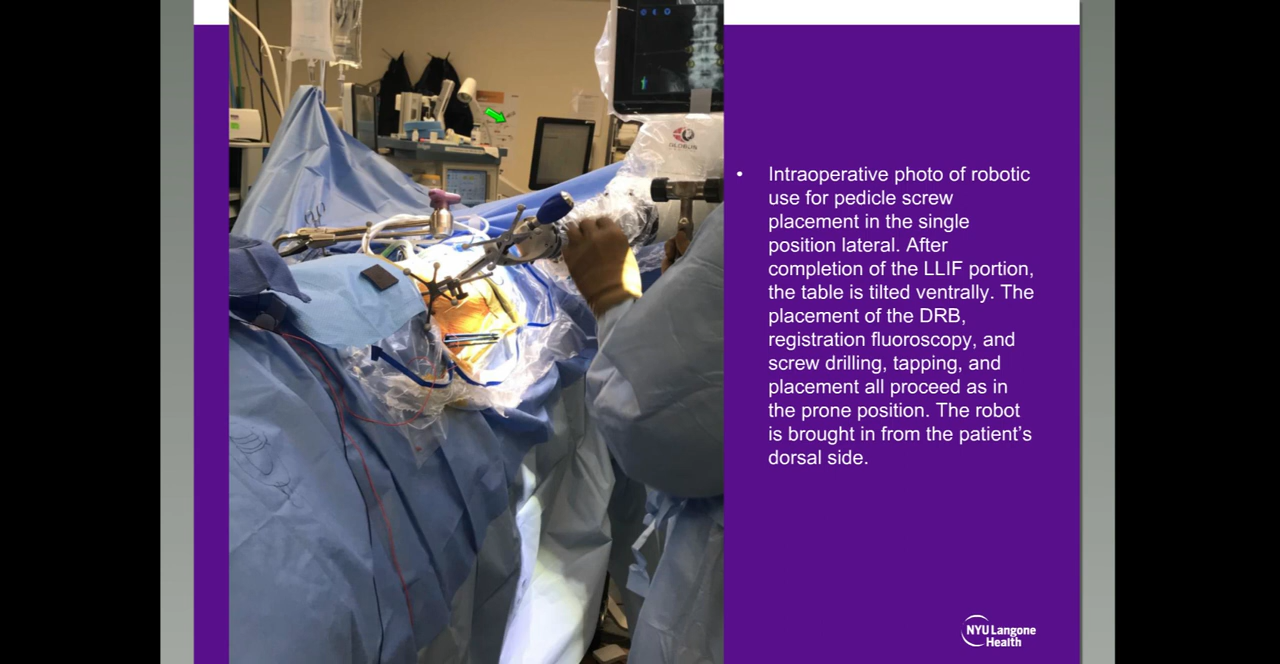 GLOBUS
• Intraoperative photo of robotic
use for pedicle screw
placement in the single
position lateral. After
completion of the LLIF portion,
the table is tilted ventrally. The
placement of the DRB,
registration fluoroscopy, and
screw drilling, tapping, and
placement all proceed as in
the prone position. The robot
is brought in from the patient’s
dorsal side.
NYU Langone
Health